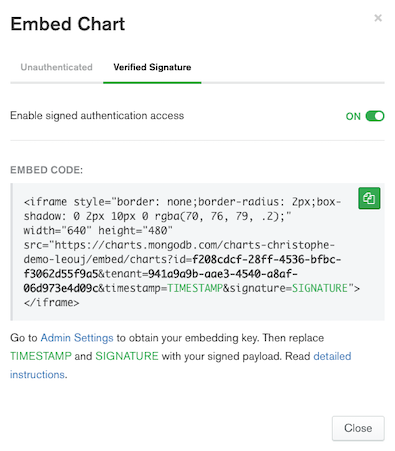 Embed Chart
×
Unauthenticated Verified Signature
Enable signed authentication access ON
EMBED CODE:
<iframe style="border: none;border-radius: 2px;box-
shadow: 0 2px 10px 0 rgba(70, 76, 79, .2);"
width="640" height="480"
src="https://charts.mongodb.com/charts-christophe-
demo-leouj/embed/charts?id=f208cdcf-28ff-4536-bfbc-
f3062d55f9a5&tenant=941a9a9b-aae3-4540-a8af-
06d973e4d09c&timestamp=TIMESTAMP&signature=SIGNATURE">
</iframe>
Go to Admin Settings to obtain your embedding key. Then replace
TIMESTAMP and SIGNATURE with your signed payload. Read detailed
instructions.
Close